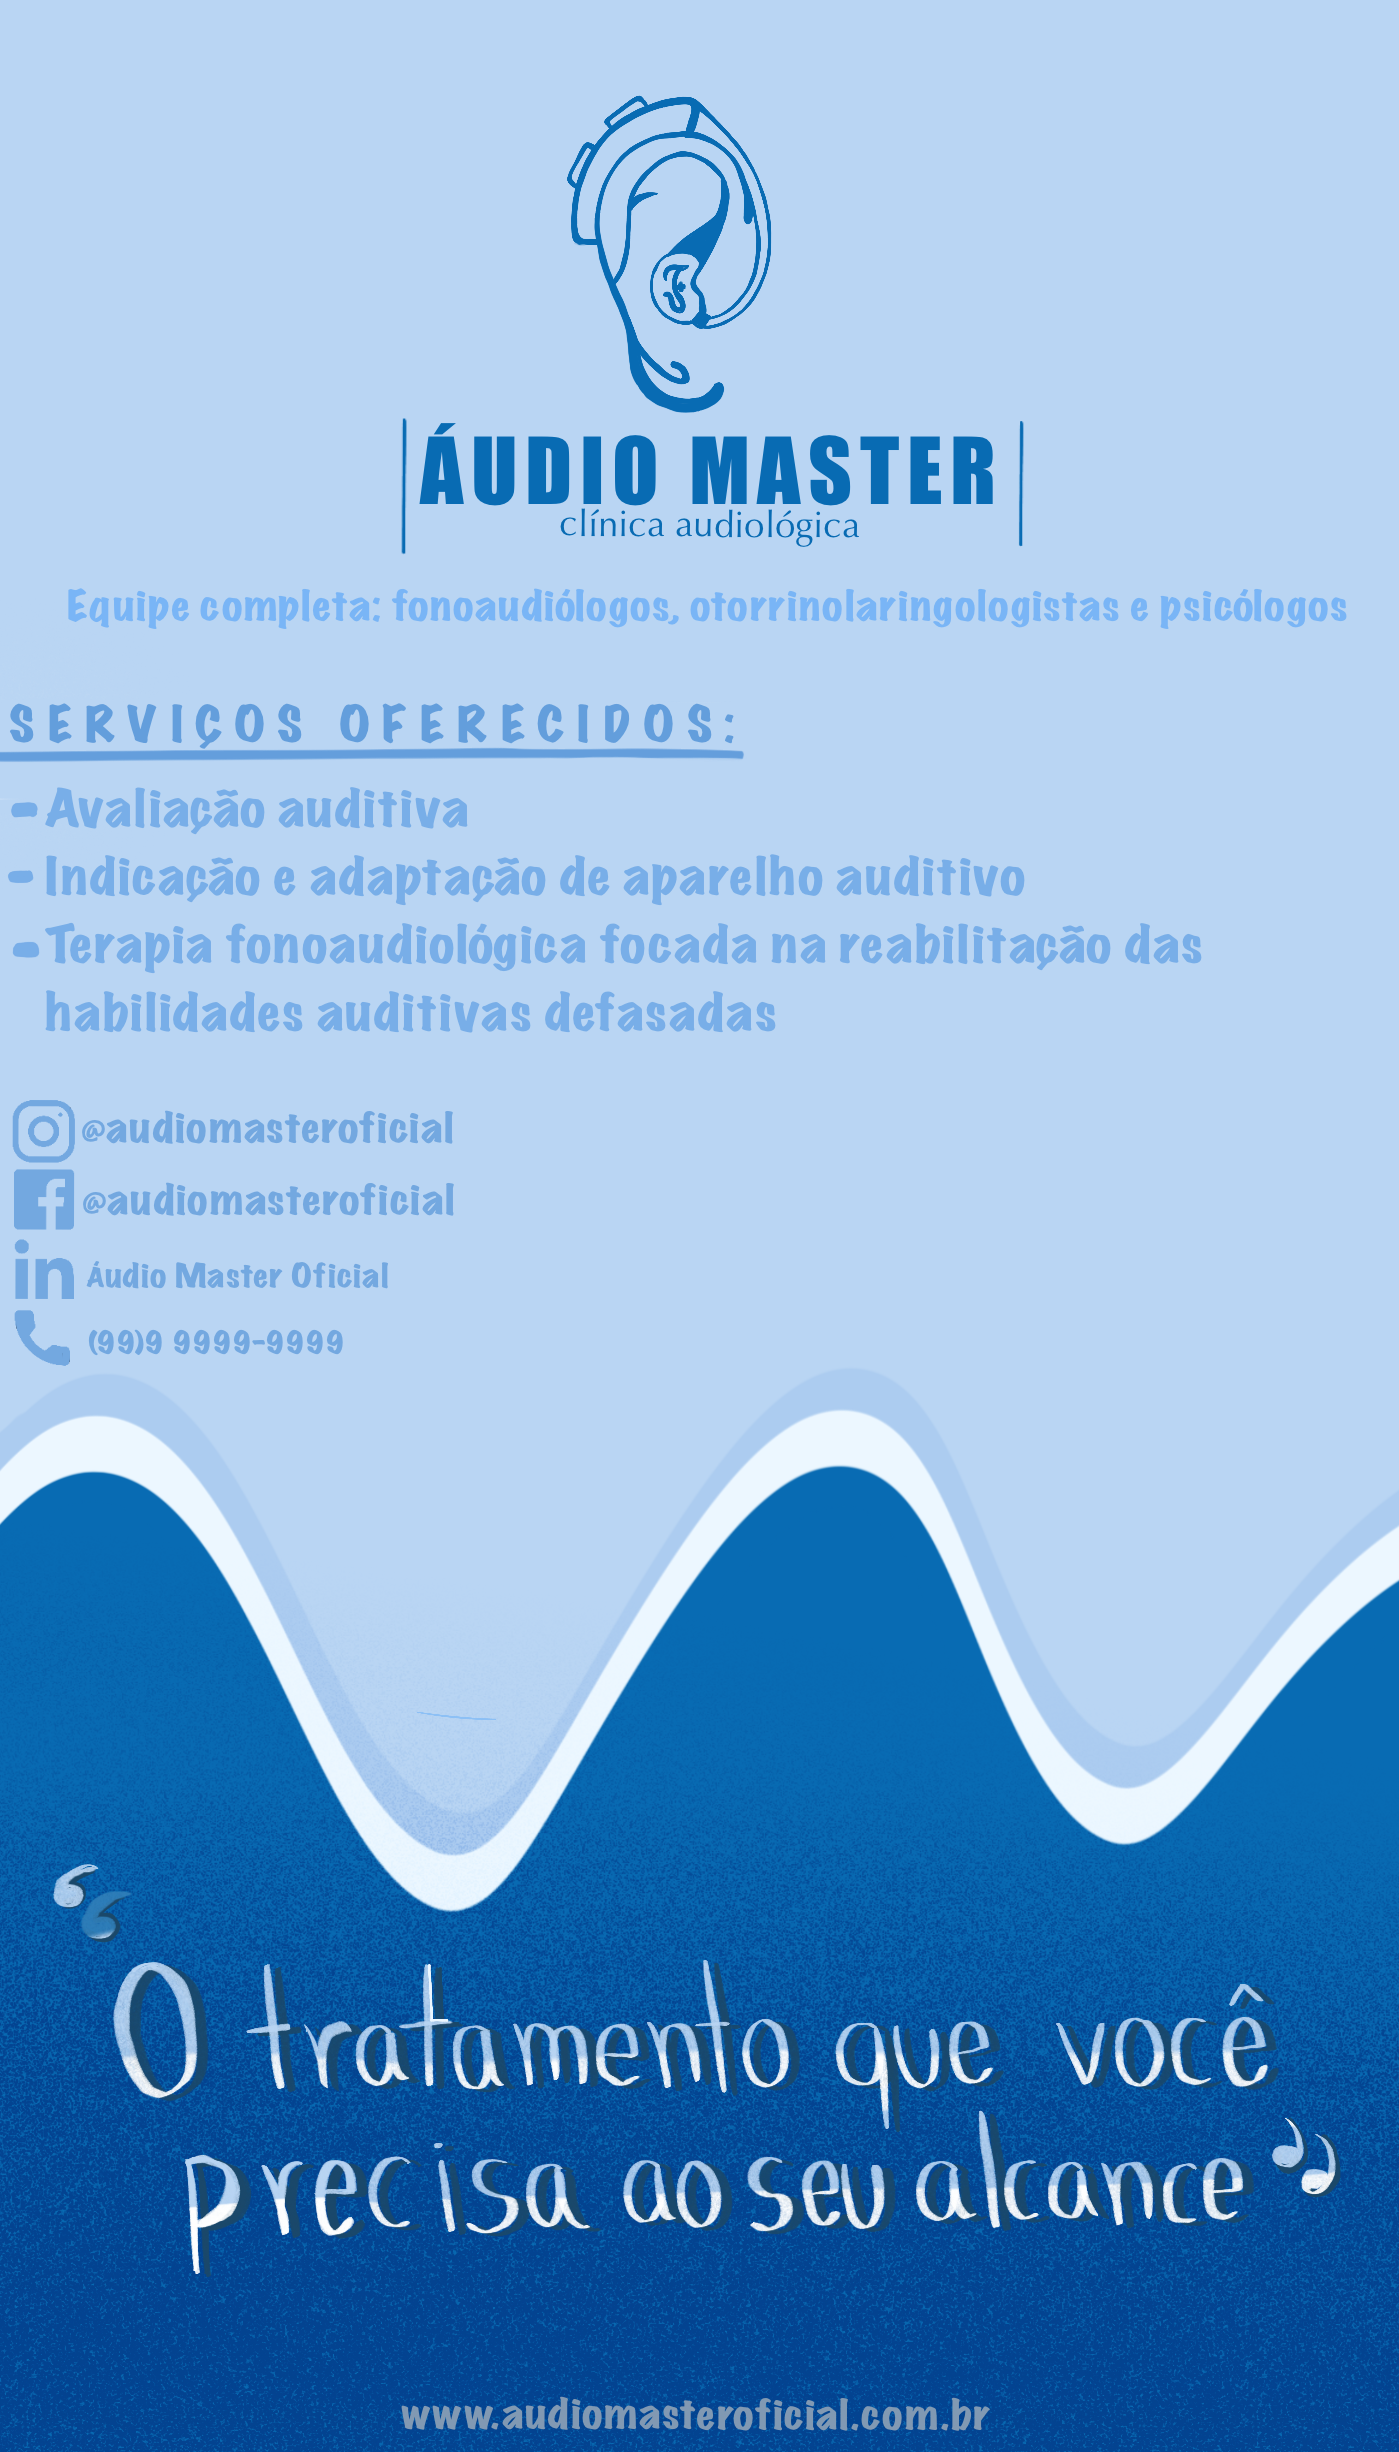 ÁUDIO MASTER
clínica audiológica
Equipe completa: fonoaudiólogos, otorrinolaringologistas e psicólogos
SERVIÇOS OFERECIDOS:
- Avaliação auditiva
- Indicação e adaptação de aparelho auditivo
- Terapia fonoaudiológica focada na reabilitação das
habilidades auditivas defasadas
@audiomasteroficial
@audiomasteroficial
in Áudio Master Oficial
(99)9 9999-9999
“O tratamento que você
precisa ao seu alcance”
www.audiomasteroficial.com.br